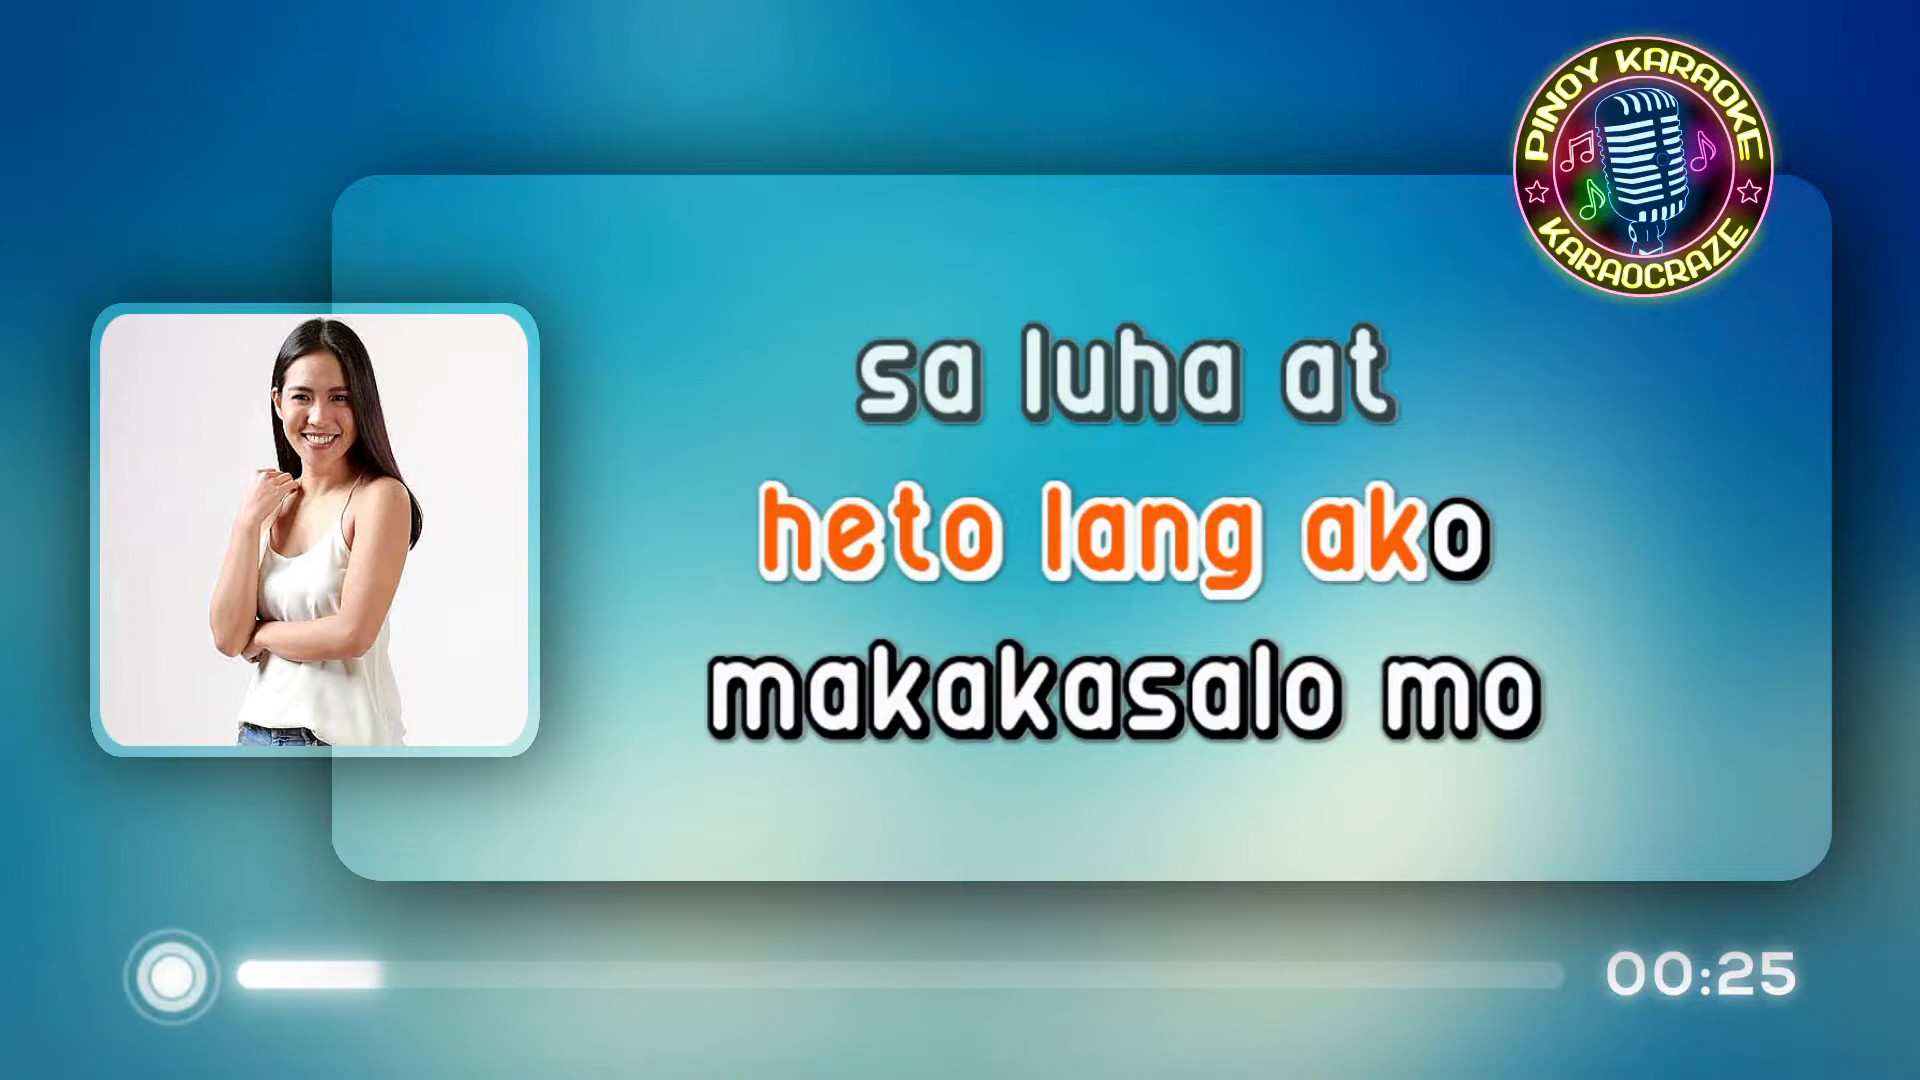 PINOY KARAOKE
KARAOCRAZE
sa luha at
heto lang ako
makakasalo mo
00:25